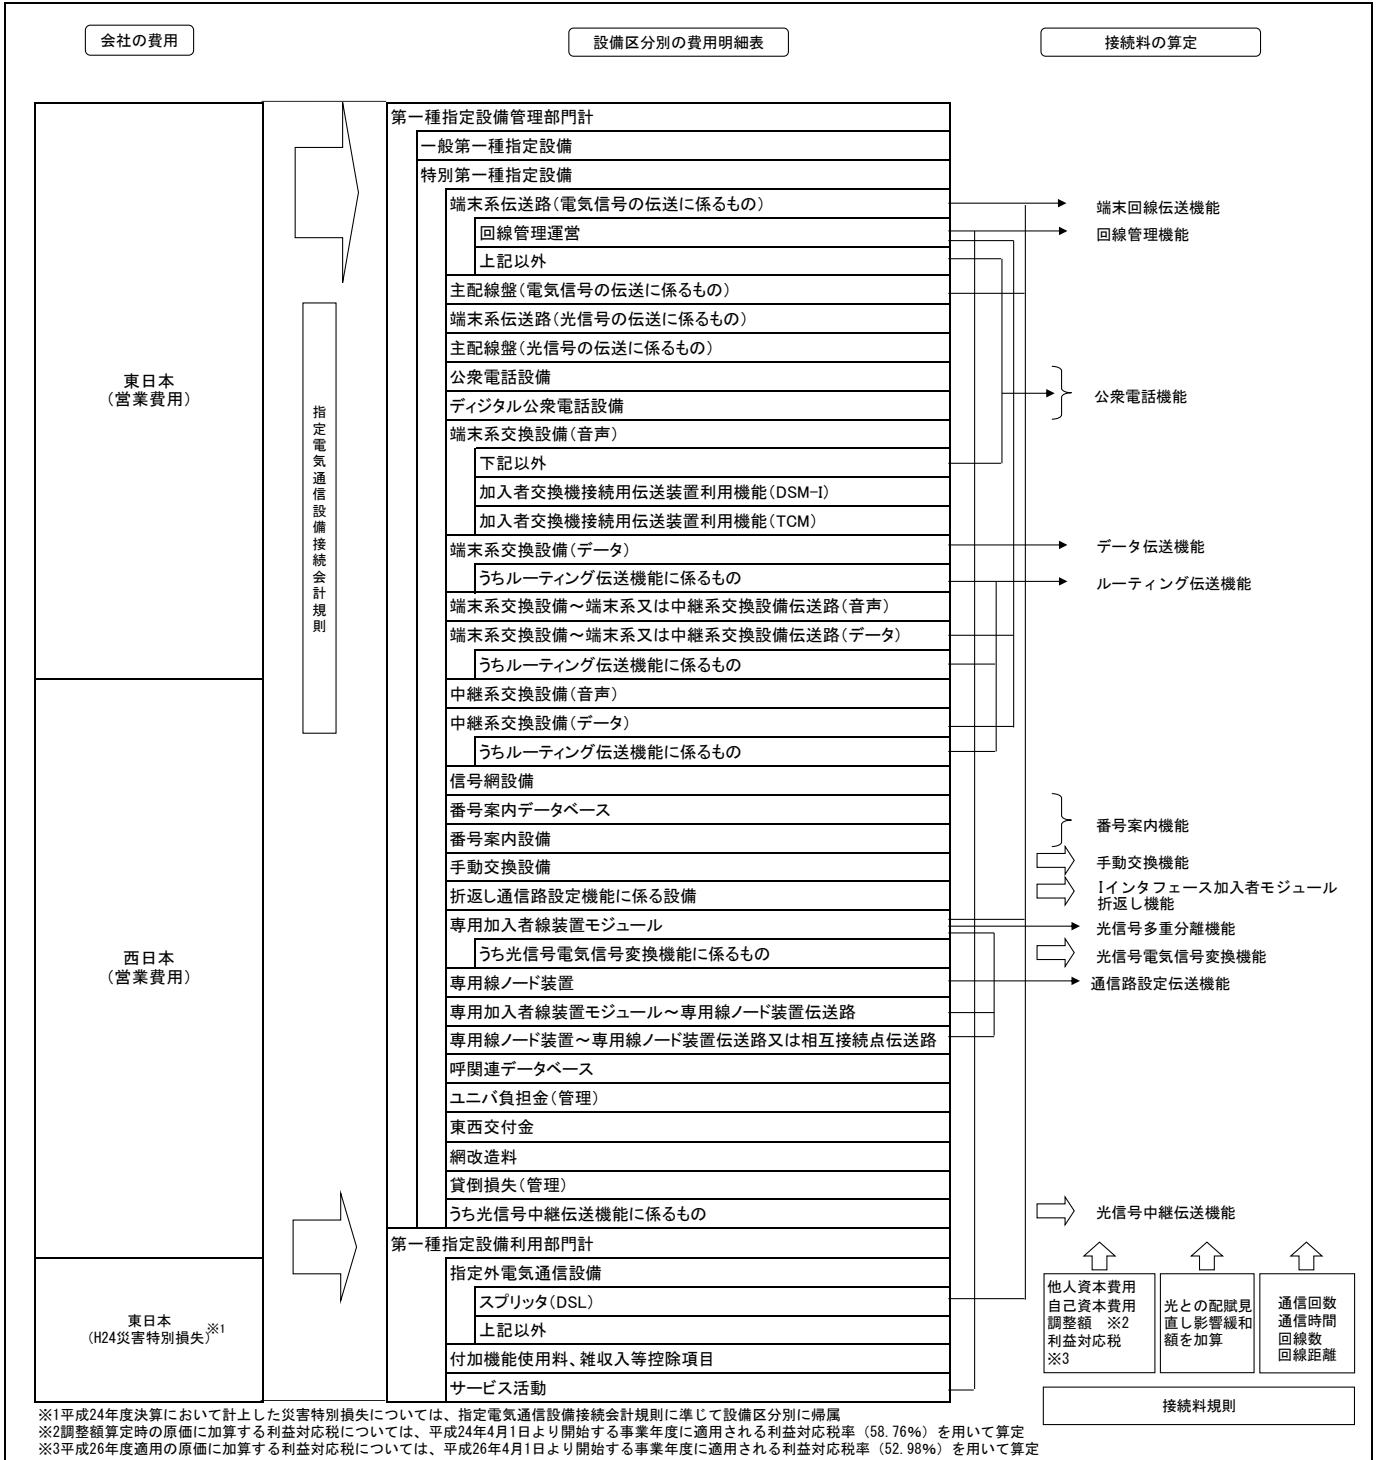 会社の費用
設備区分別の費用明細表
接続料の算定
東日本
（営業費用）
西日本
（営業費用）
東日本
（H24災害特別損失）※1
指定電気通信設備接続会計規則
第一種指定設備管理部門計
一般第一種指定設備
特別第一種指定設備
端末系伝送路（電気信号の伝送に係るもの）
回線管理運営
上記以外
主配線盤（電気信号の伝送に係るもの）
端末系伝送路（光信号の伝送に係るもの）
主配線盤（光信号の伝送に係るもの）
公衆電話設備
ディジタル公衆電話設備
端末系交換設備（音声）
下記以外
加入者交換機接続用伝送装置利用機能（DSM-I）
加入者交換機接続用伝送装置利用機能（TCM）
端末系交換設備（データ）
うちルーティング伝送機能に係るもの
端末系交換設備～端末系又は中継系交換設備伝送路（音声）
端末系交換設備～端末系又は中継系交換設備伝送路（データ）
うちルーティング伝送機能に係るもの
中継系交換設備（音声）
中継系交換設備（データ）
うちルーティング伝送機能に係るもの
信号網設備
番号案内データベース
番号案内設備
手動交換設備
折返し通信路設定機能に係る設備
専用加入者線装置モジュール
うち光信号電気信号変換機能に係るもの
専用線ノード装置
専用加入者線装置モジュール～専用線ノード装置伝送路
専用線ノード装置～専用線ノード装置伝送路又は相互接続点伝送路
呼関連データベース
ユニバ負担金（管理）
東西交付金
網改造料
貸倒損失（管理）
うち光信号中継伝送機能に係るもの
第一種指定設備利用部門計
指定外電気通信設備
スプリッタ（DSL）
上記以外
付加機能使用料、雑収入等控除項目
サービス活動
端末回線伝送機能
回線管理機能
公衆電話機能
データ伝送機能
ルーティング伝送機能
番号案内機能
手動交換機能
Iインタフェース加入者モジュール
折返し機能
光信号多重分離機能
光信号電気信号変換機能
通信路設定伝送機能
光信号中継伝送機能
他人資本費用
自己資本費用
調整額　※2
利益対応税
※3
光との配賦見
直し影響緩和
額を加算
通信回数
通信時間
回線数
回線距離
接続料規則
※1平成24年度決算において計上した災害特別損失については、指定電気通信設備接続会計規則に準じて設備区分別に帰属
※2調整額算定時の原価に加算する利益対応税については、平成24年4月1日より開始する事業年度に適用される利益対応税率（58.76%）を用いて算定
※3平成26年度適用の原価に加算する利益対応税については、平成26年4月1日より開始する事業年度に適用される利益対応税率（52.98%）を用いて算定